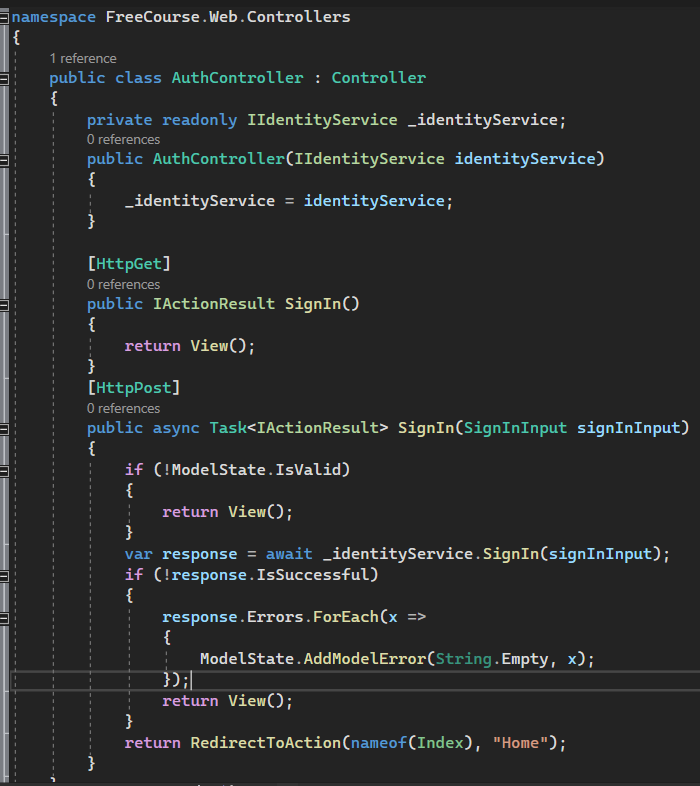 namespace FreeCourse.Web.Controllers
{
1 reference
public class AuthController : Controller
{
private readonly IIdentityService _identityService;
0 references
public AuthController(IIdentityService identityService)
{
_identityService = identityService;
}
[HttpGet]
0 references
public IActionResult SignIn()
{
return View();
}
[HttpPost]
0 references
public async Task<IActionResult> SignIn(SignInInput signInInput)
{
if (!ModelState.IsValid)
{
return View();
}
var response = await _identityService.SignIn(signInInput);
if (!response.IsSuccessful)
{
response.Errors.ForEach(x =>
{
ModelState.AddModelError(String.Empty, x);
});
return View();
}
return RedirectToAction(nameof(Index), "Home");
}